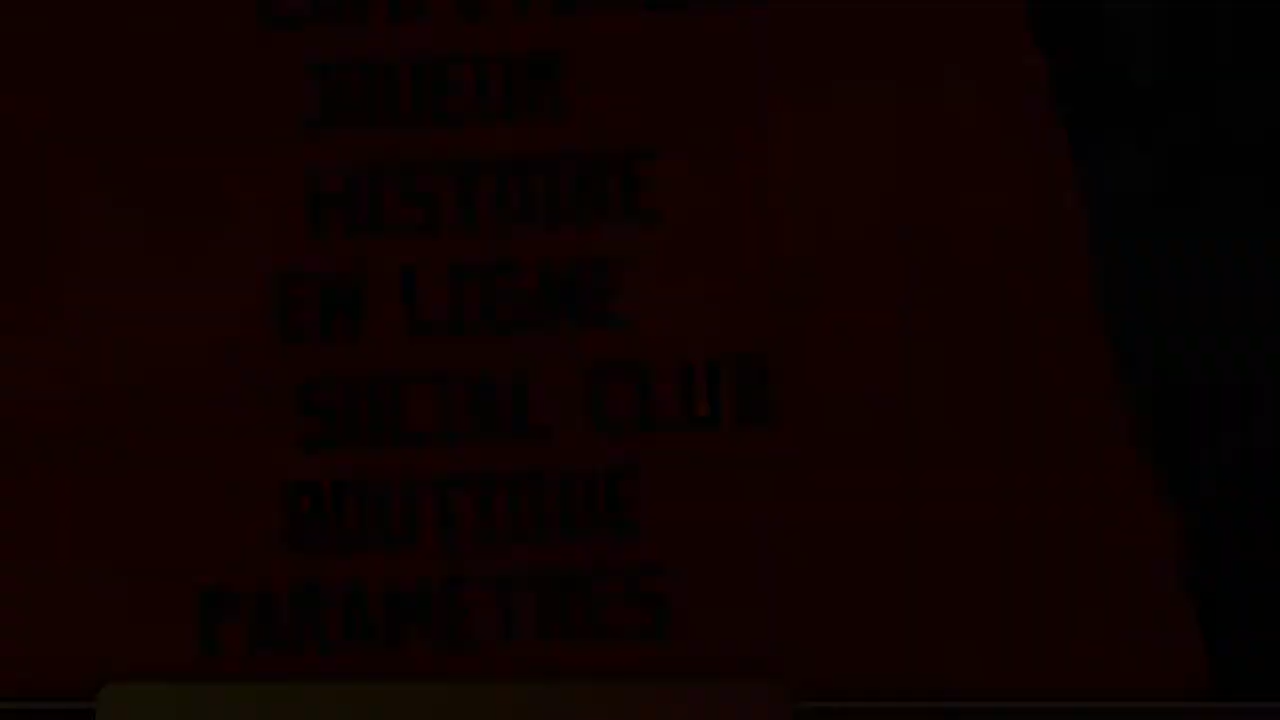 JOUEUR
HISTOIRE
EN LIGNE
SOCIAL CLUB
BOUTIQUE
PARAMÈTRES